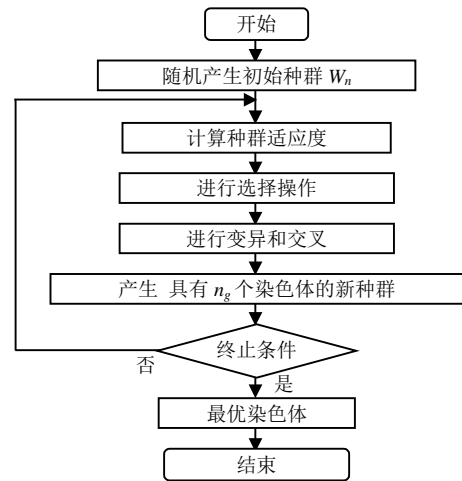 开始
随机产生初始种群 Wn
计算种群适应度
进行选择操作
进行变异和交叉
产生 具有 ng 个染色体的新种群
终止条件
否
是
最优染色体
结束